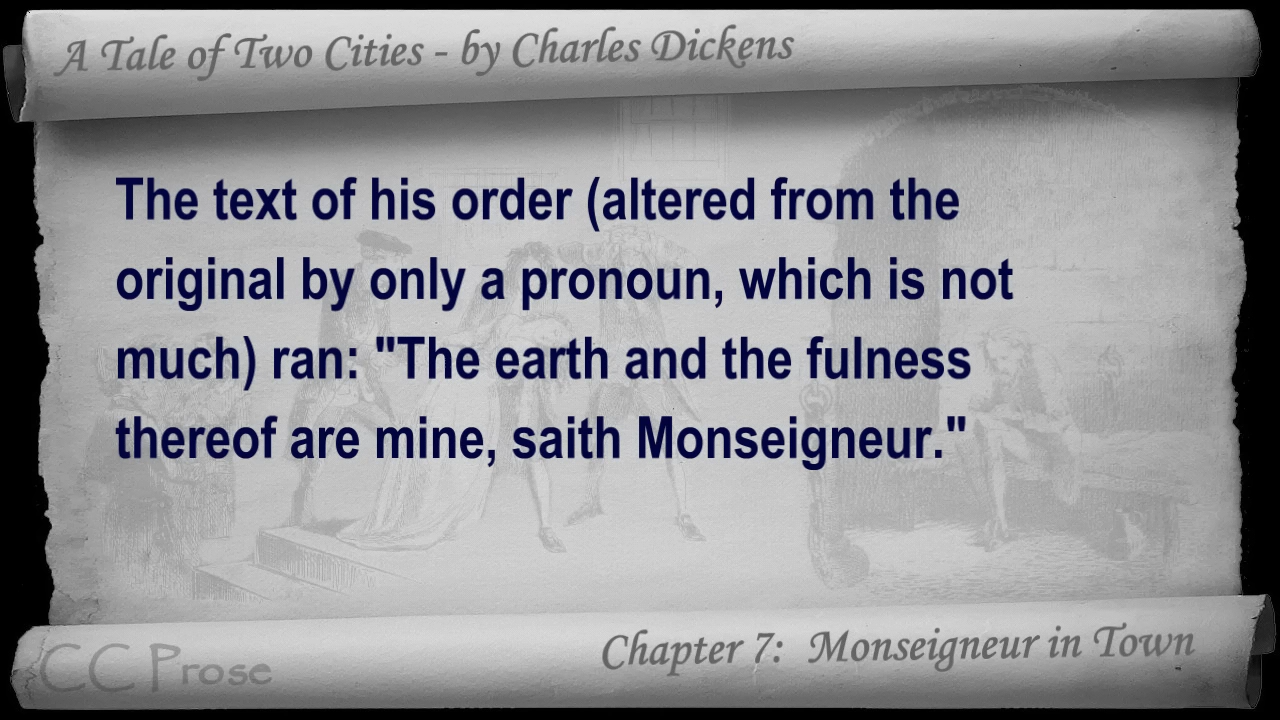 A Tale of Two Cities - by Charles Dickens
The text of his order (altered from the
original by only a pronoun, which is not
much) ran: "The earth and the fulness
thereof are mine, saith Monseigneur."
CC Prose
Chapter 7: Monseigneur in Town